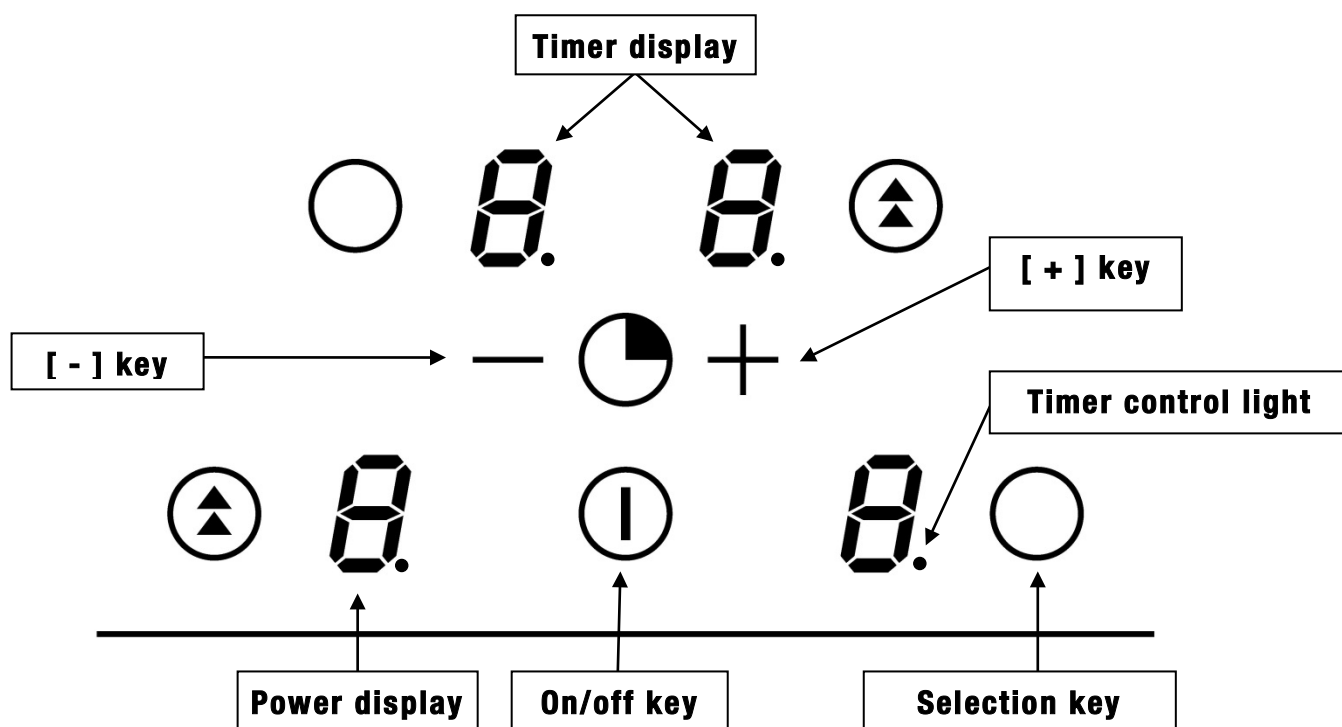 Timer display
[ + ] key
[ - ] key
Timer control light
Power display
On/off key
Selection key